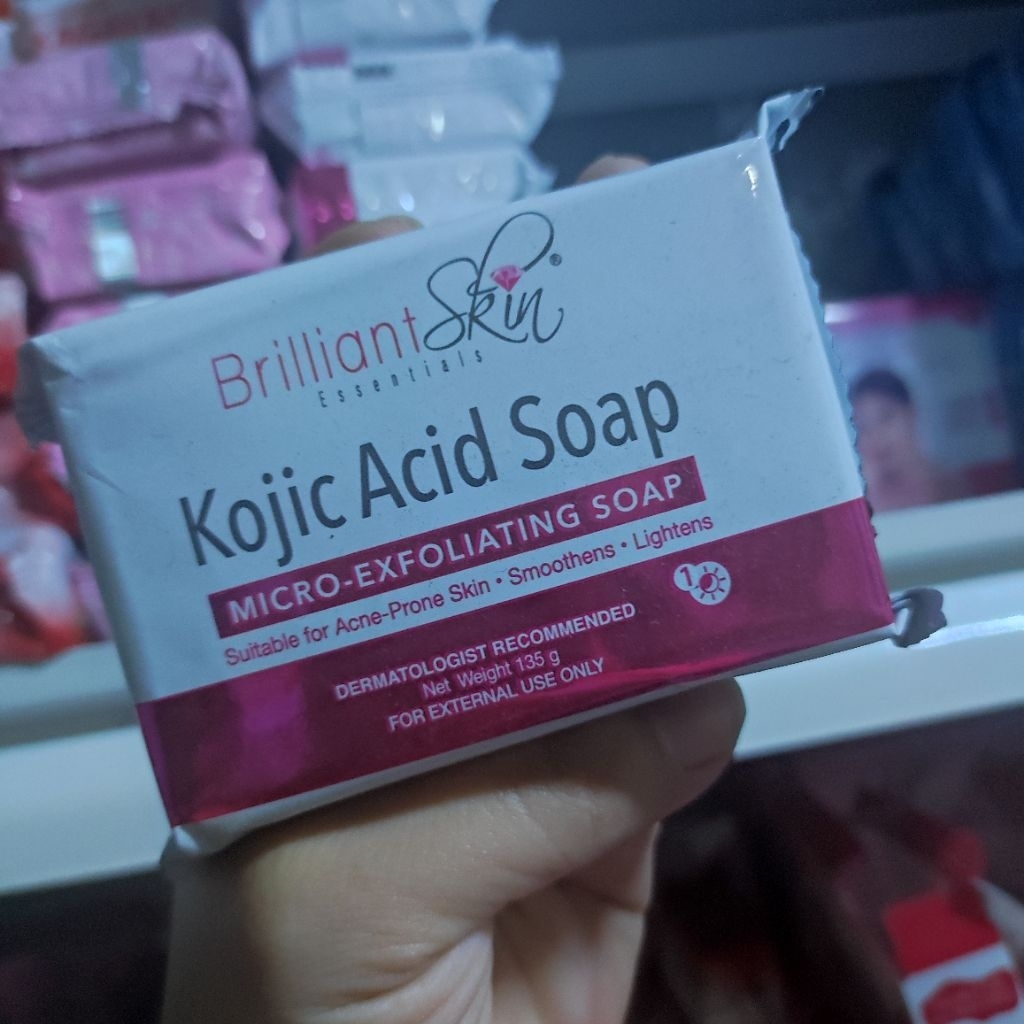 Brilliant Skin®
Essentials
Kojic Acid Soap
MICRO-EXFOLIATING SOAP
Suitable for Acne-Prone Skin • Smoothens • Lightens
1
DERMATOLOGIST RECOMMENDED
Net Weight 135 g
FOR EXTERNAL USE ONLY